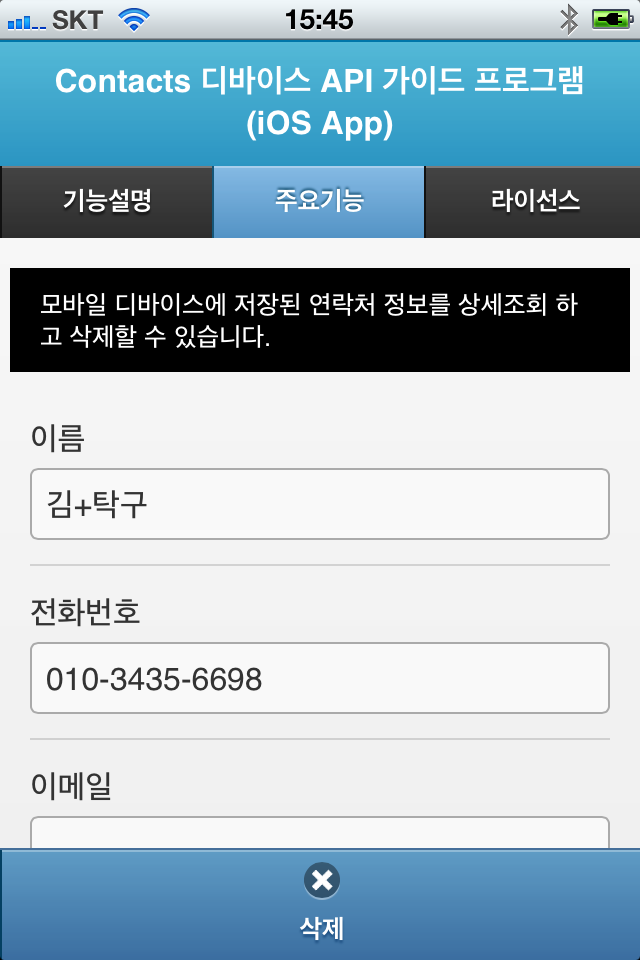 SKT 15:45
Contacts 디바이스 API 가이드 프로그램
(iOS App)
기능설명 주요기능 라이선스
모바일 디바이스에 저장된 연락처 정보를 상세조회 하
고 삭제할 수 있습니다.
이름
김+탁구
전화번호
010-3435-6698
이메일
삭제